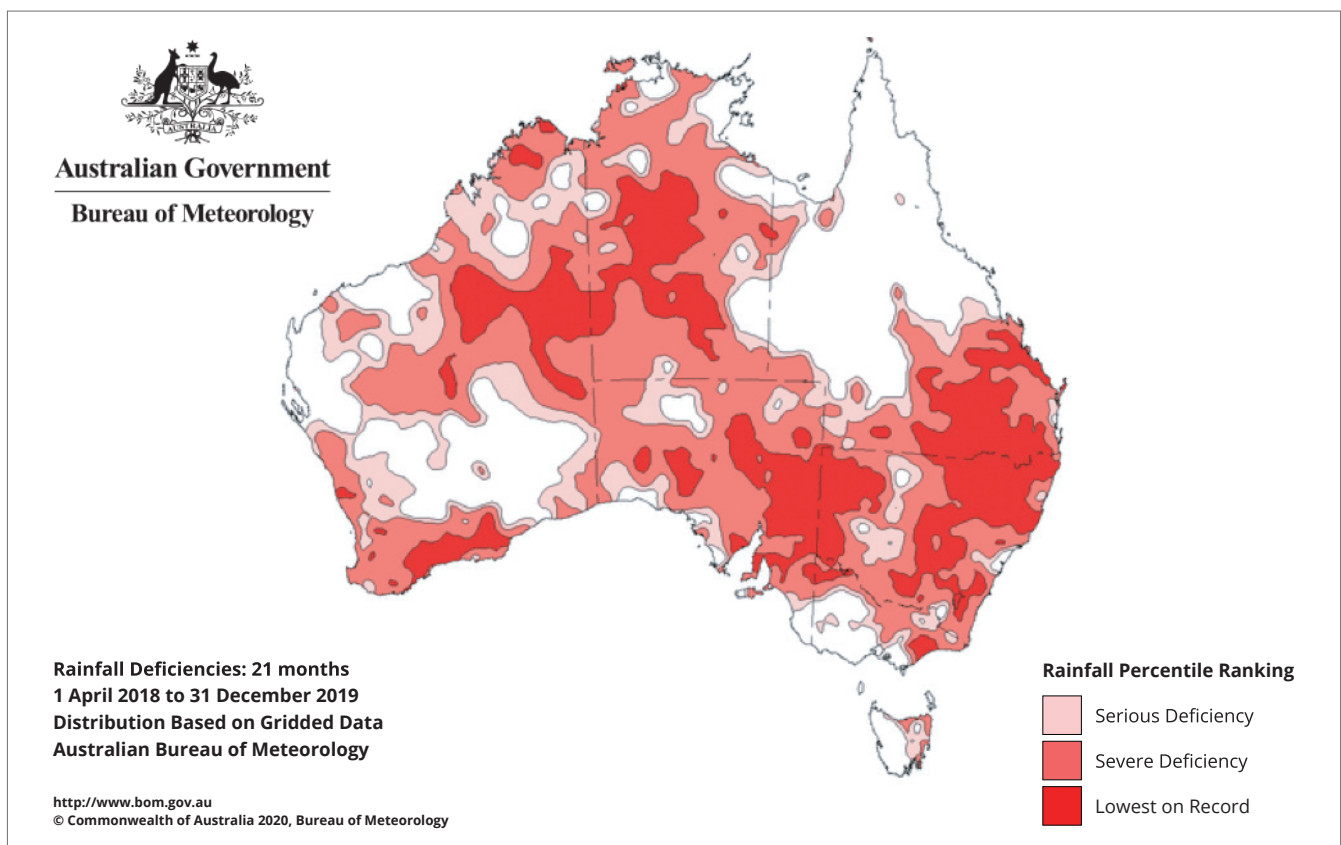 AUSTRALIA
Australian Government
Bureau of Meteorology
Rainfall Deficiencies: 21 months
1 April 2018 to 31 December 2019
Distribution Based on Gridded Data
Australian Bureau of Meteorology
http://www.bom.gov.au
© Commonwealth of Australia 2020, Bureau of Meteorology
Rainfall Percentile Ranking
Serious Deficiency
Severe Deficiency
Lowest on Record